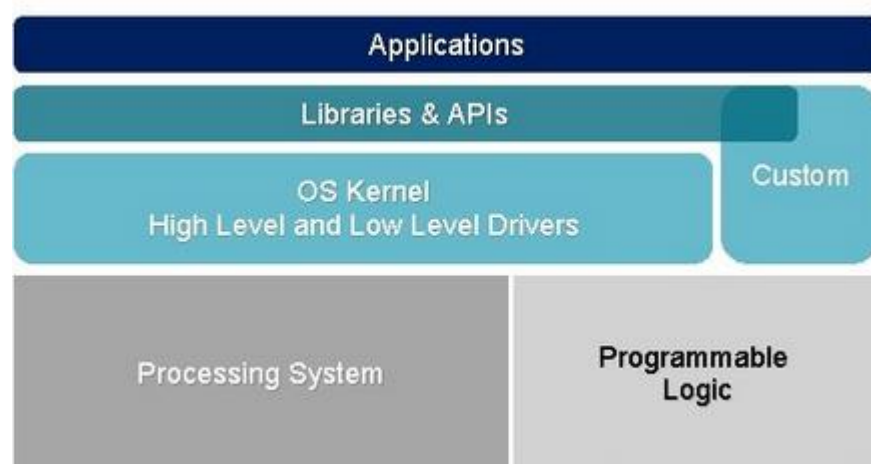 Applications
Libraries & APIs
Custom
OS Kernel
High Level and Low Level Drivers
Processing System
Programmable
Logic